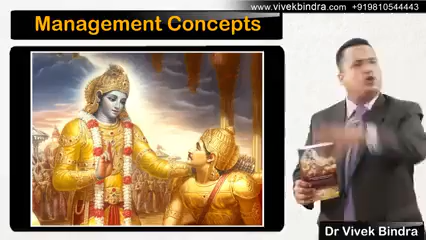 www.vivekbindra.com +919810544443
Management Concepts
Dr Vivek Bindra